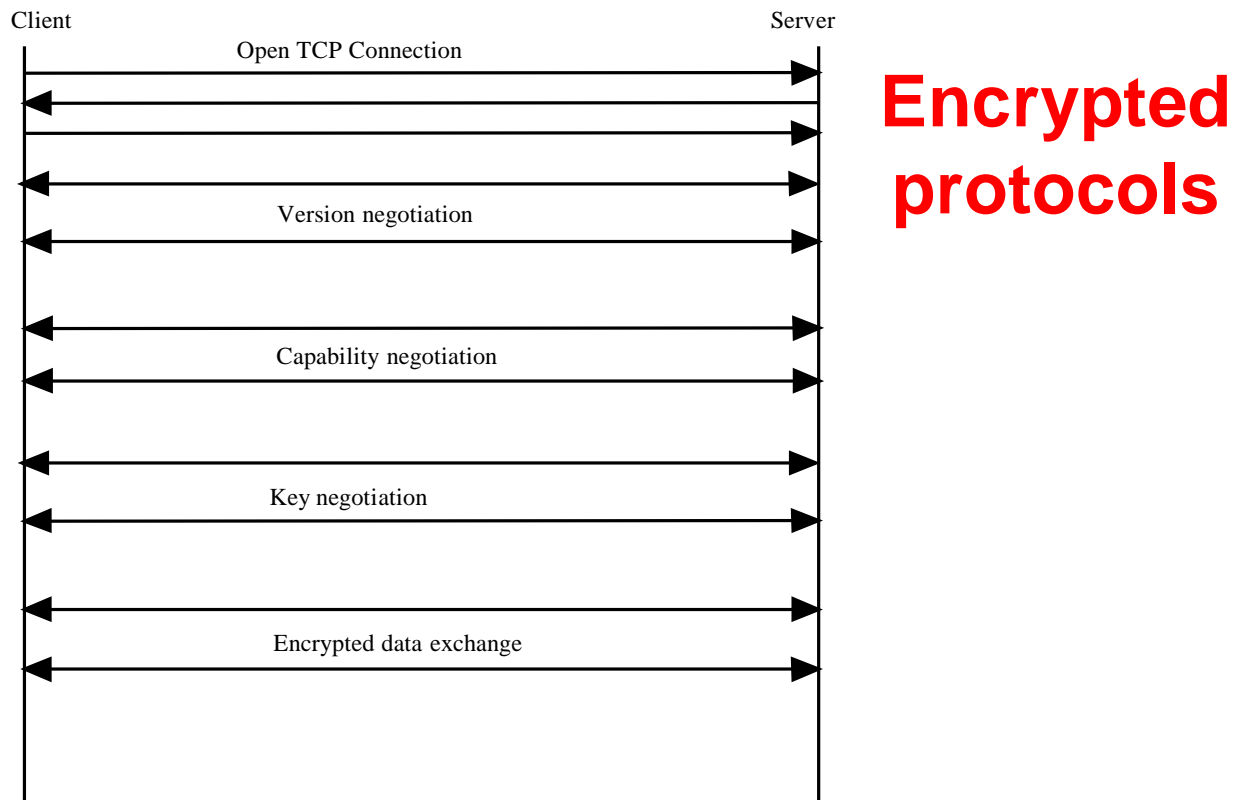 Client
Server
Open TCP Connection
Encrypted
protocols
Version negotiation
Capability negotiation
Key negotiation
Encrypted data exchange